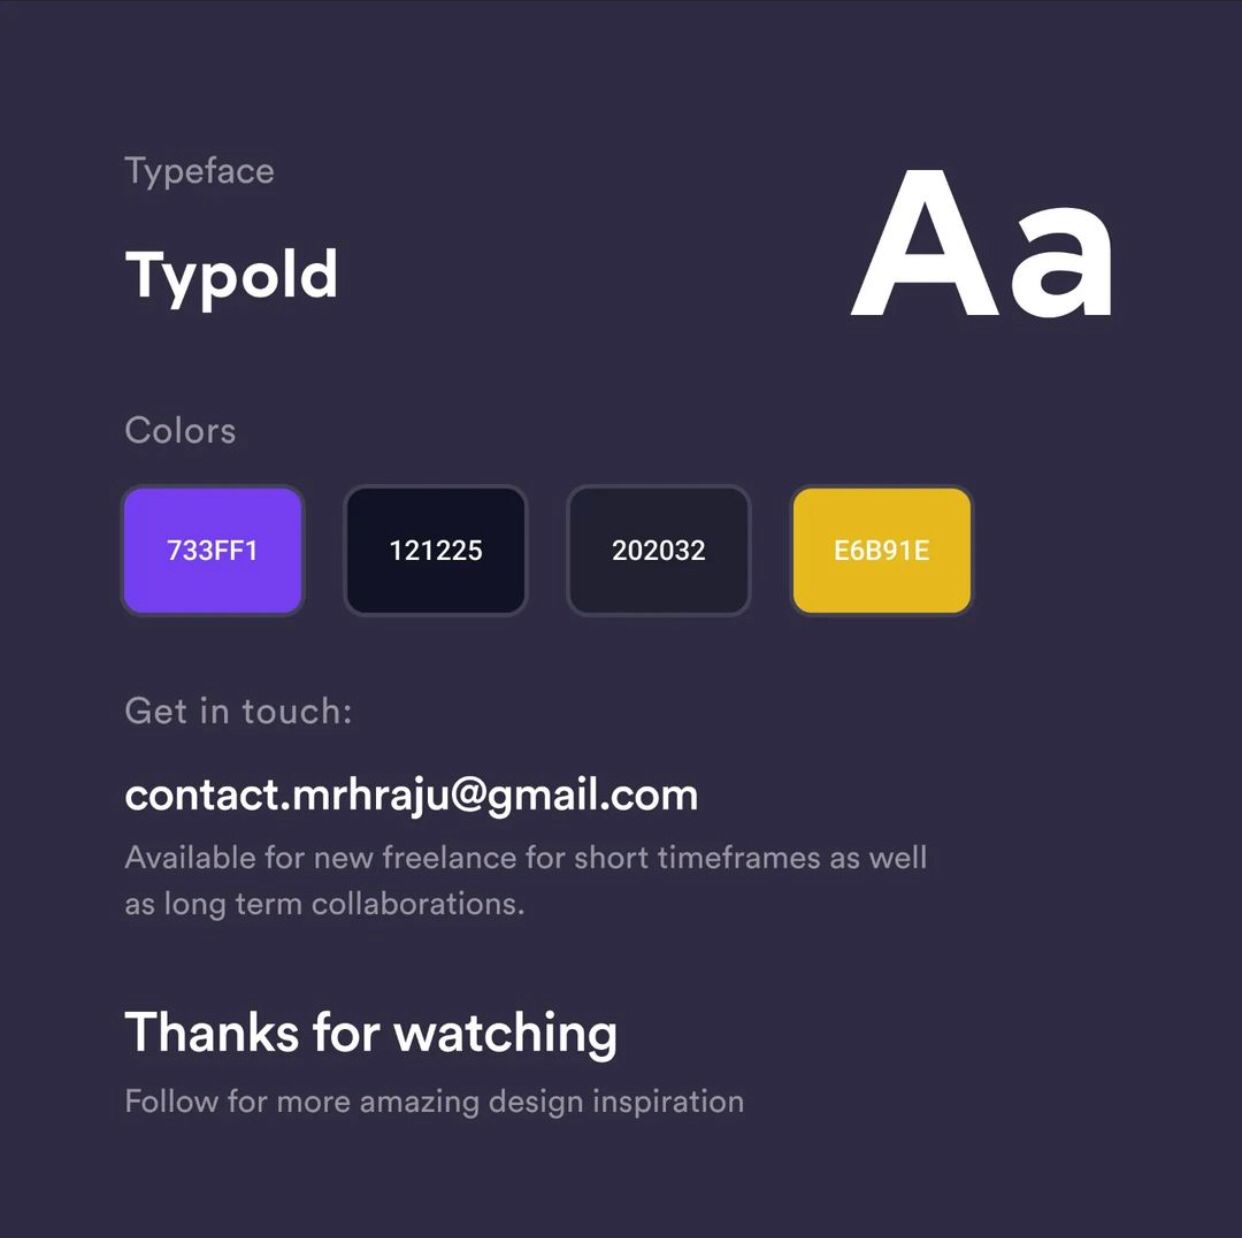 Typeface
Typold
Aa
Colors
733FF1
121225
202032
E6B91E
Get in touch:
contact.mrhraju@gmail.com
Available for new freelance for short timeframes as well
as long term collaborations.
Thanks for watching
Follow for more amazing design inspiration